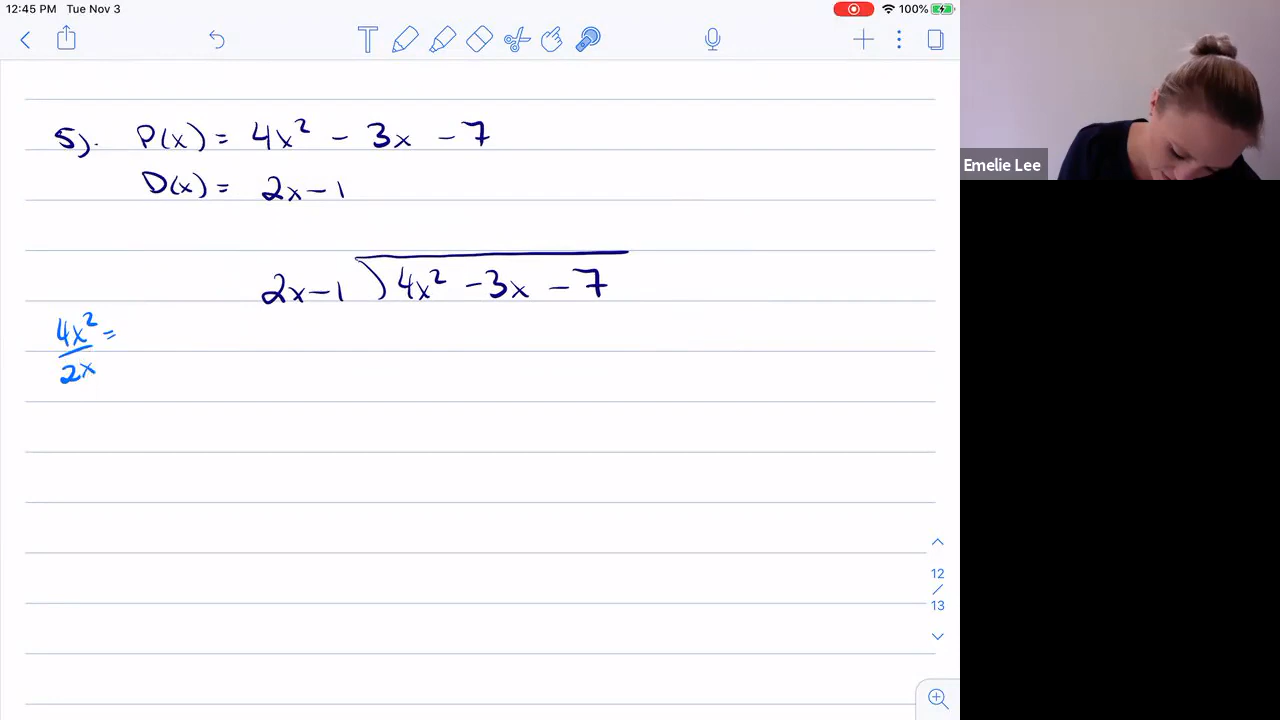 12:45 PM Tue Nov 3
100%
T
5). P(x) = 4x² - 3x - 7
D(x) = 2x - 1
2x - 1 ) 4x² - 3x - 7
4x² =
2x
Emelie Lee
12
/
13